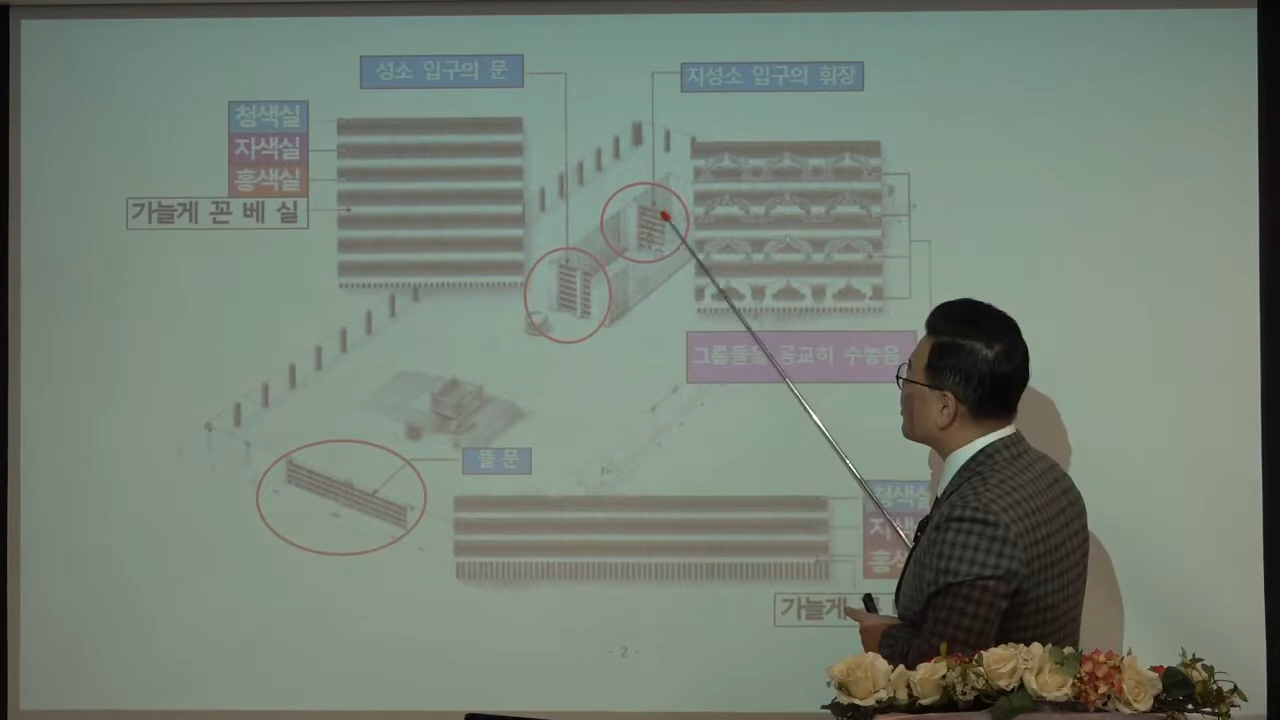 성소 입구의 문
지성소 입구의 휘장
청색실
자색실
홍색실
가늘게 꼰 베 실
그룹들을 공교히 수놓음
뜰 문
청색실
가늘게
- 2 -